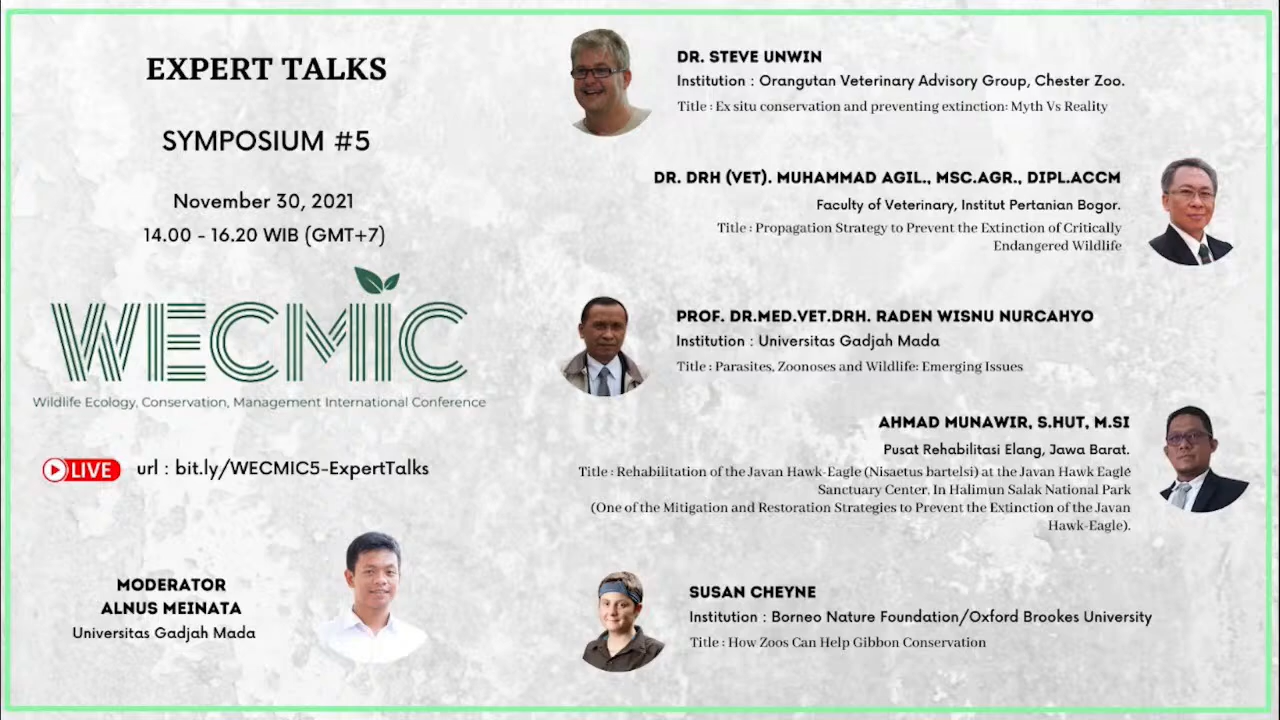 EXPERT TALKS
SYMPOSIUM #5
November 30, 2021
14.00 - 16.20 WIB (GMT+7)
WECMIC
Wildlife Ecology, Conservation, Management International Conference
LIVE
url : bit.ly/WECMIC5-ExpertTalks
MODERATOR
ALNUS MEINATA
Universitas Gadjah Mada
DR. STEVE UNWIN
Institution : Orangutan Veterinary Advisory Group, Chester Zoo.
Title : Ex situ conservation and preventing extinction: Myth Vs Reality
DR. DRH (VET). MUHAMMAD AGIL., MSC.AGR., DIPL.ACCM
Faculty of Veterinary, Institut Pertanian Bogor.
Title : Propagation Strategy to Prevent the Extinction of Critically
Endangered Wildlife
PROF. DR.MED.VET.DRH. RADEN WISNU NURCAHYO
Institution : Universitas Gadjah Mada
Title : Parasites, Zoonoses and Wildlife: Emerging Issues
AHMAD MUNAWIR, S.HUT, M.SI
Pusat Rehabilitasi Elang, Jawa Barat.
Title : Rehabilitation of the Javan Hawk-Eagle (Nisaetus bartelsi) at the Javan Hawk Eagle
Sanctuary Center, In Halimun Salak National Park
(One of the Mitigation and Restoration Strategies to Prevent the Extinction of the Javan
Hawk-Eagle).
SUSAN CHEYNE
Institution : Borneo Nature Foundation/Oxford Brookes University
Title : How Zoos Can Help Gibbon Conservation